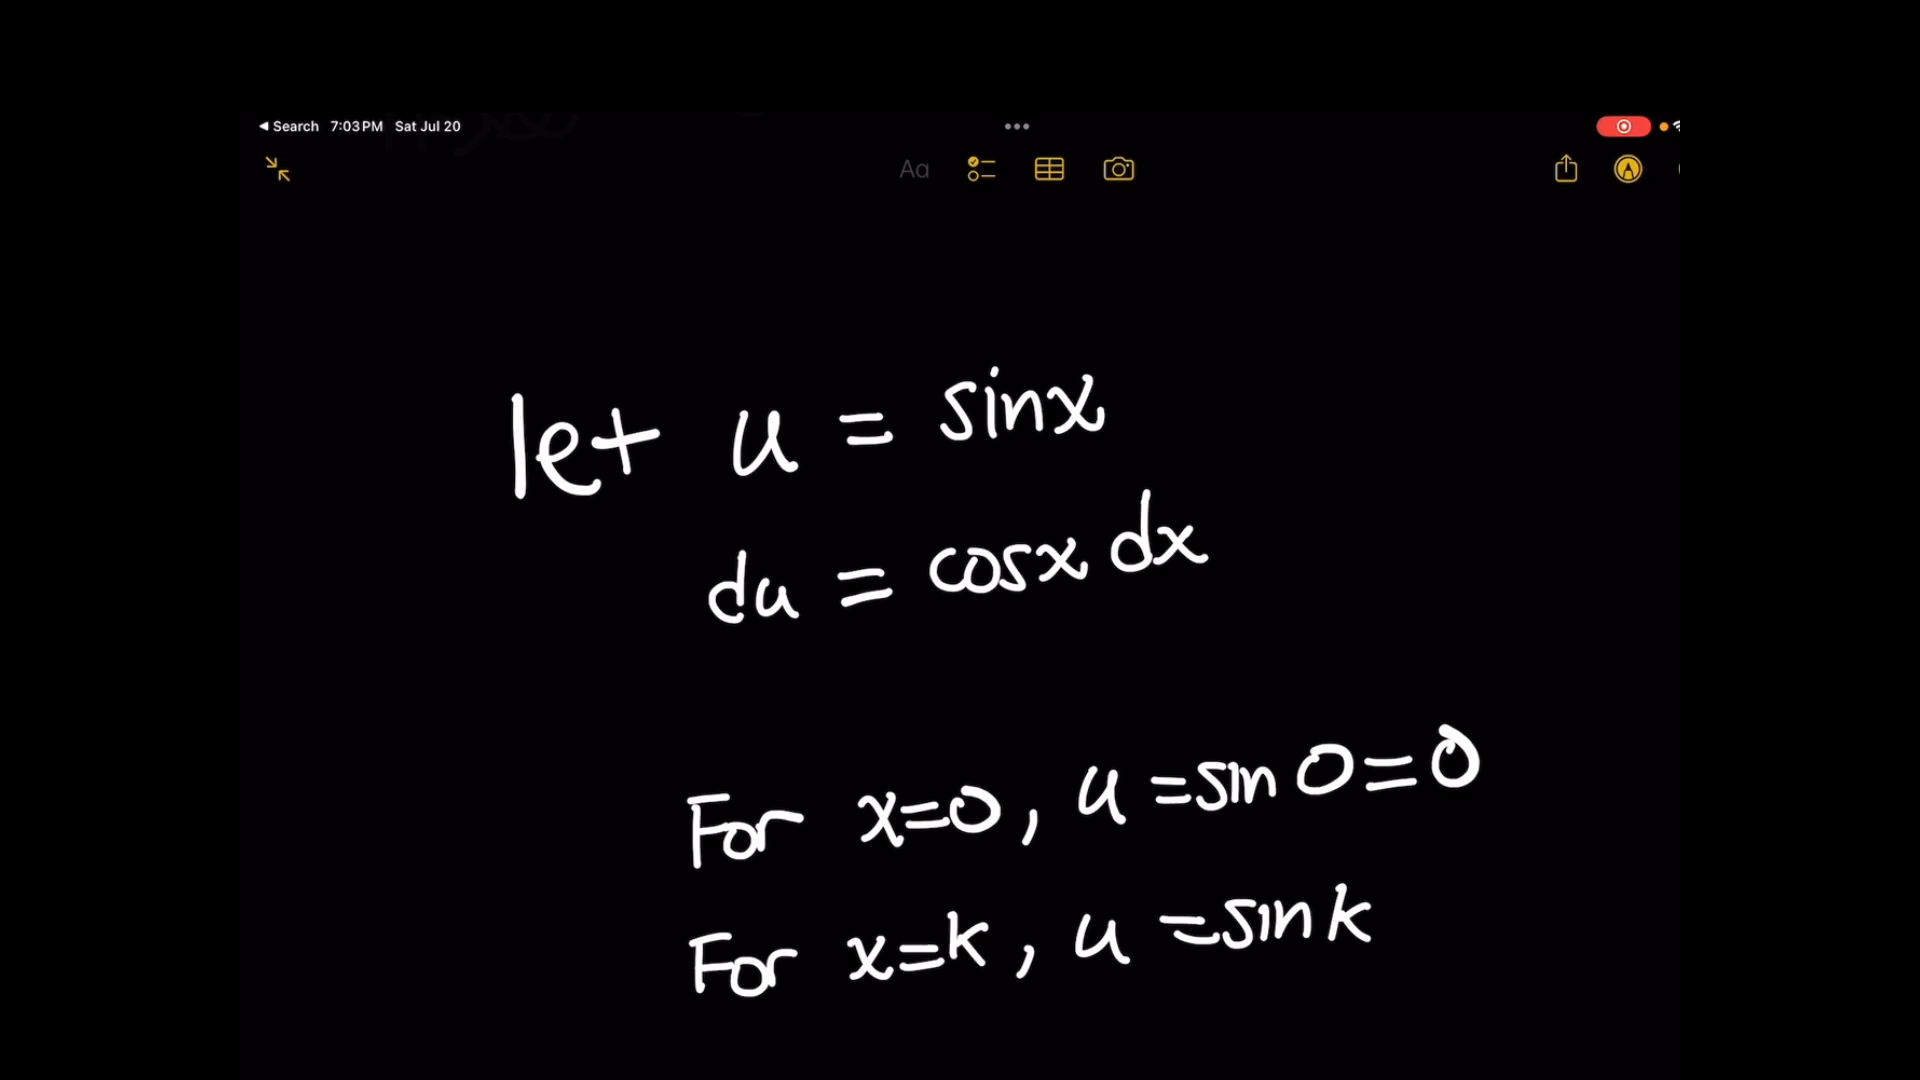 Search 7:03 PM Sat Jul 20
Aa
let u = sinx
du = cosx dx
For x=0, u =sin 0=0
For x=k, u =sin k